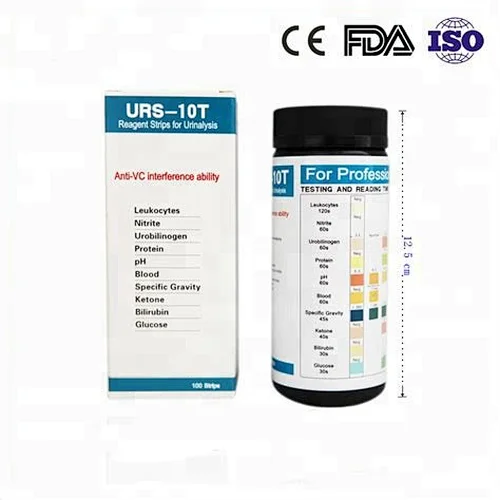 CE FDA ISO
URS-10T
Reagent Strips for Urinalysis
Anti-VC interference ability
Leukocytes
Nitrite
Urobilinogen
Protein
pH
Blood
Specific Gravity
Ketone
Bilirubin
Glucose
100 Strips
10T
For Professio
TESTING AND READING
Leukocytes
120s
Nitrite
60s
Urobilinogen
60s
Protein
60s
pH
60s
Blood
60s
Specific Gravity
45s
Ketone
40s
Bilirubin
30s
Glucose
30s
12.5 cm